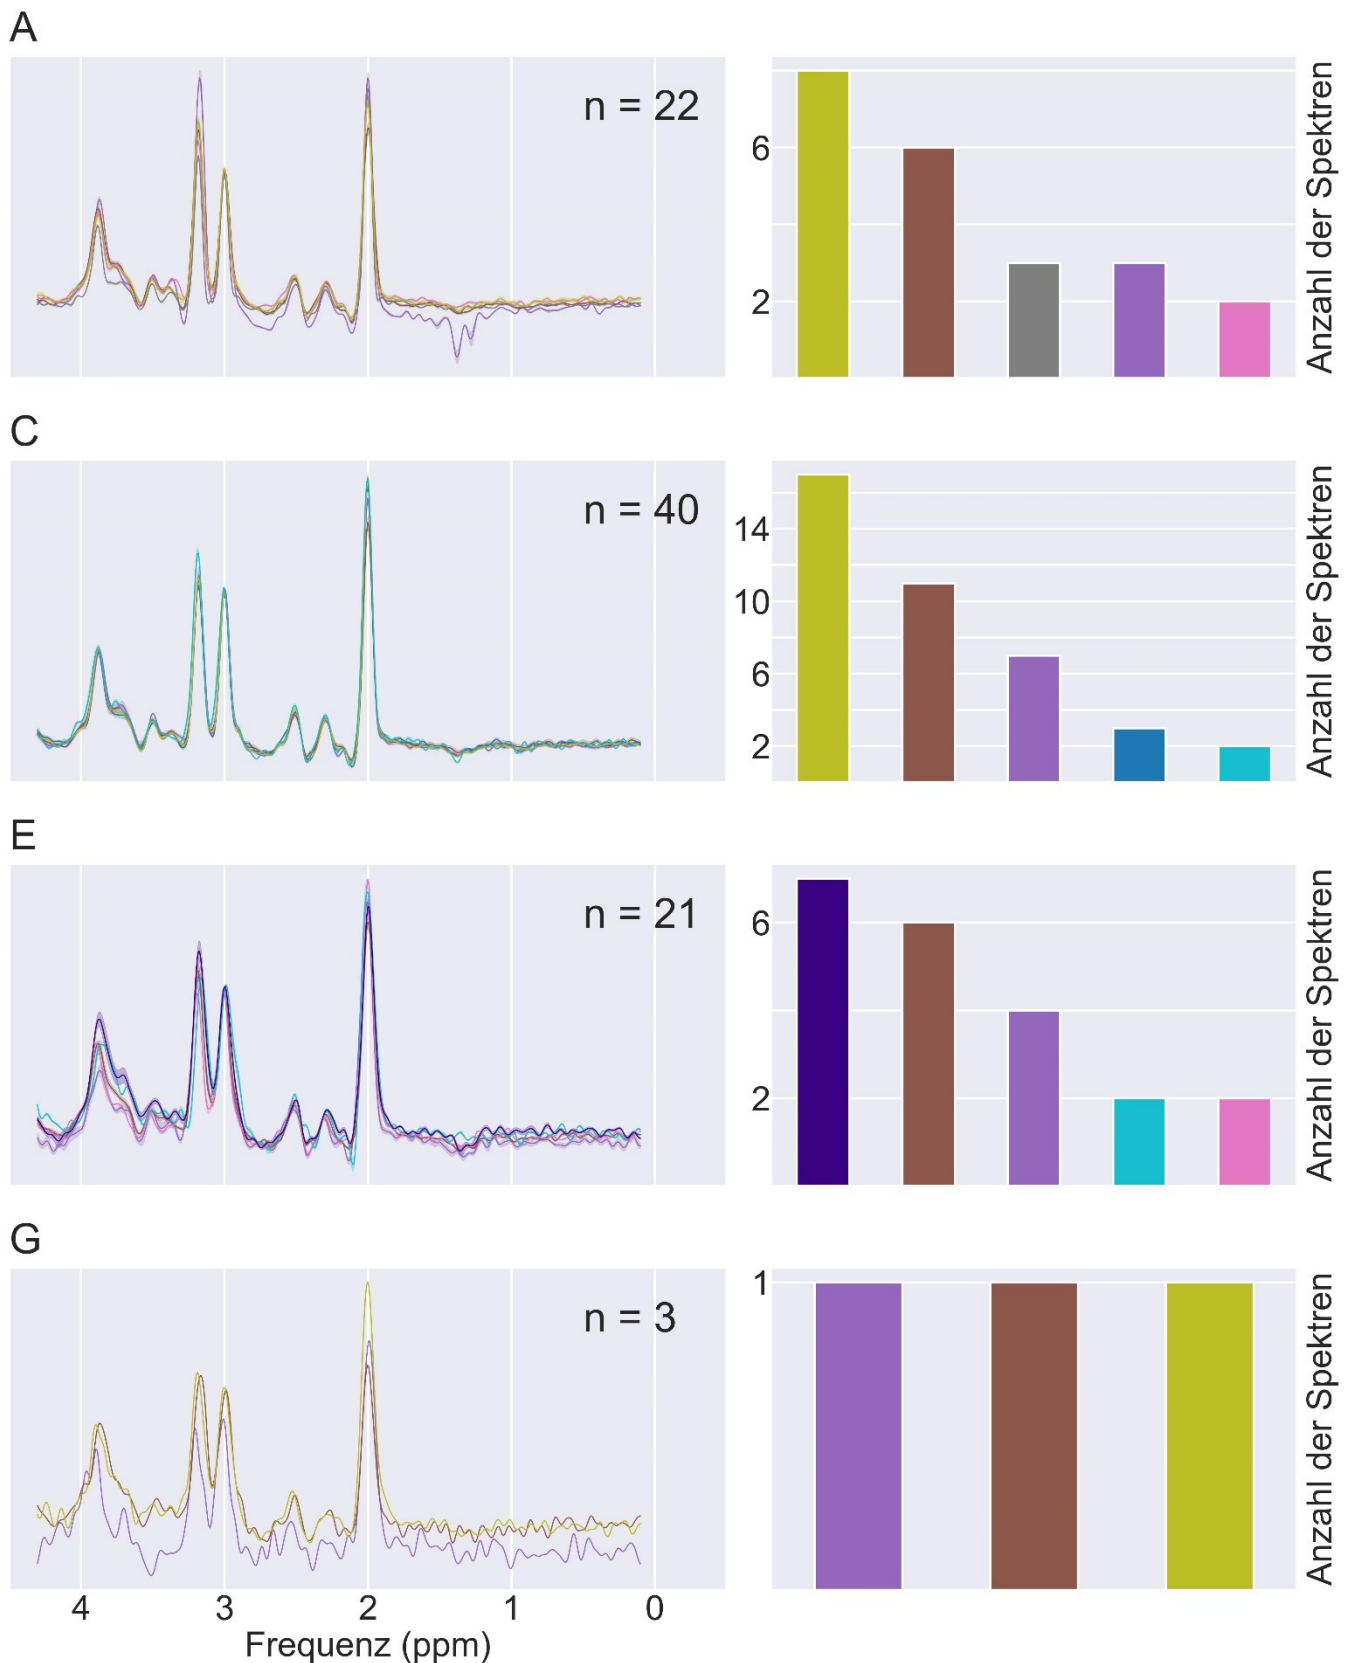 A
n = 22
6
2
Anzahl der Spektren
C
n = 40
14
10
6
2
Anzahl der Spektren
E
n = 21
6
2
Anzahl der Spektren
G
n = 3
1
Anzahl der Spektren
4 3 2 1 0
Frequenz (ppm)